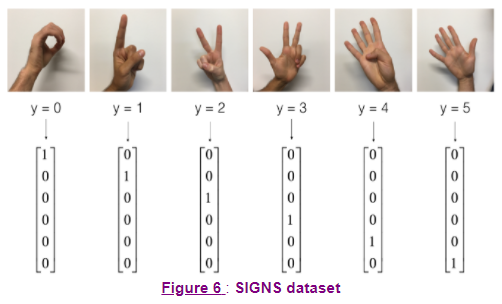 y = 0 y = 1 y = 2 y = 3 y = 4 y = 5
1 0 0 0 0 0
0 1 0 0 0 0
0 0 1 0 0 0
0 0 0 1 0 0
0 0 0 0 1 0
0 0 0 0 0 1
Figure 6 : SIGNS dataset